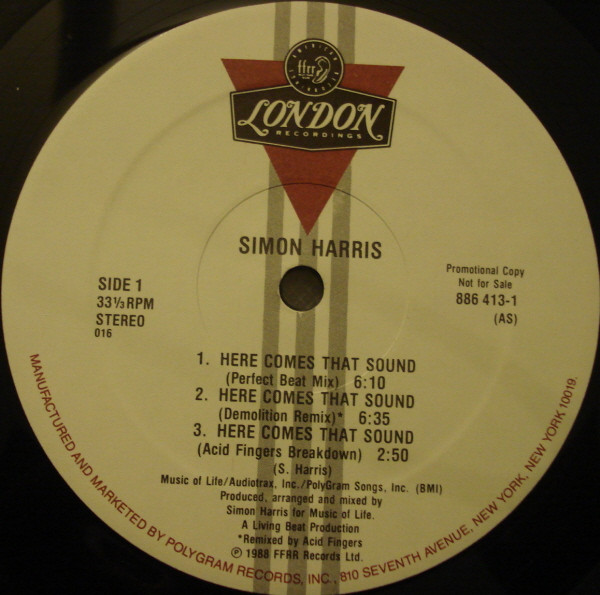 ffrr
LONDON
RECORDINGS
SIMON HARRIS
SIDE 1
33⅓ RPM
STEREO
016
Promotional Copy
Not for Sale
886 413-1
(AS)
1. HERE COMES THAT SOUND
(Perfect Beat Mix) 6:10
2. HERE COMES THAT SOUND
(Demolition Remix)* 6:35
3. HERE COMES THAT SOUND
(Acid Fingers Breakdown) 2:50
(S. Harris)
Music of Life/Audiotrax, Inc./PolyGram Songs, Inc. (BMI)
Produced, arranged and mixed by
Simon Harris for Music of Life.
A Living Beat Production
*Remixed by Acid Fingers
℗ 1988 FFRR Records Ltd.
MANUFACTURED AND MARKETED BY POLYGRAM RECORDS, INC., 810 SEVENTH AVENUE, NEW YORK, NEW YORK 10019.